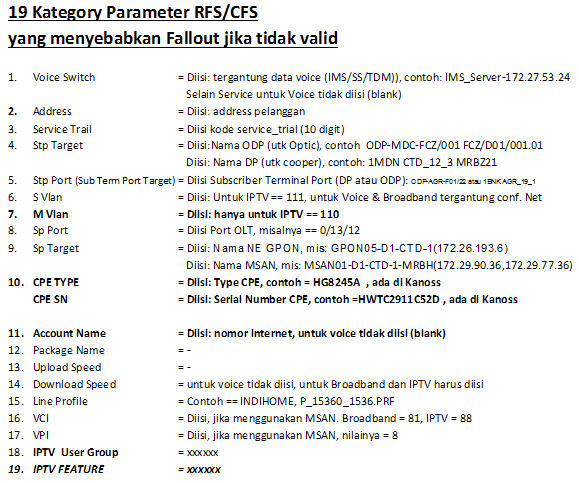 19 Kategory Parameter RFS/CFS
yang menyebabkan Fallout jika tidak valid
1. Voice Switch = Diisi: tergantung data voice (IMS/SS/TDM)), contoh: IMS_Server-172.27.53.24
Selain Service untuk Voice tidak diisi (blank)
2. Address = Diisi: address pelanggan
3. Service Trail = Diisi kode service_trial (10 digit)
4. Stp Target = Diisi:Nama ODP (utk Optic), contoh ODP-MDC-FCZ/001 FCZ/D01/001.01
Diisi: Nama DP (utk cooper), contoh: 1MDN CTD_12_3 MRBZ21
5. Stp Port (Sub Term Port Target) = Diisi Subscriber Terminal Port (DP atau ODP): ODP-AGR-F01/22 atau 1BNK AGR_19_1
6. S Vlan = Diisi: Untuk IPTV == 111, untuk Voice & Broadband tergantung conf. Net
7. M Vlan = Diisi: hanya untuk IPTV == 110
8. Sp Port = Diisi Port OLT, misalnya == 0/13/12
9. Sp Target = Diisi: Nama NE GPON, mis: GPON05-D1-CTD-1(172.26.193.6)
Diisi: Nama MSAN, mis: MSAN01-D1-CTD-1-MRBH(172.29.90.36,172.29.77.36)
10. CPE TYPE = Diisi: Type CPE, contoh = HG8245A , ada di Kanoss
CPE SN = Diisi: Serial Number CPE, contoh =HWTC2911C52D , ada di Kanoss
11. Account Name = Diisi: nomor internet, untuk voice tidak diisi (blank)
12. Package Name = -
13. Upload Speed = -
14. Download Speed = untuk voice tidak diisi, untuk Broadband dan IPTV harus diisi
15. Line Profile = Contoh == INDIHOME, P_15360_1536.PRF
16. VCI = Diisi, jika menggunakan MSAN. Broadband = 81, IPTV = 88
17. VPI = Diisi, jika menggunakan MSAN, nilainya = 8
18. IPTV User Group = xxxxxx
19. IPTV FEATURE = xxxxxx